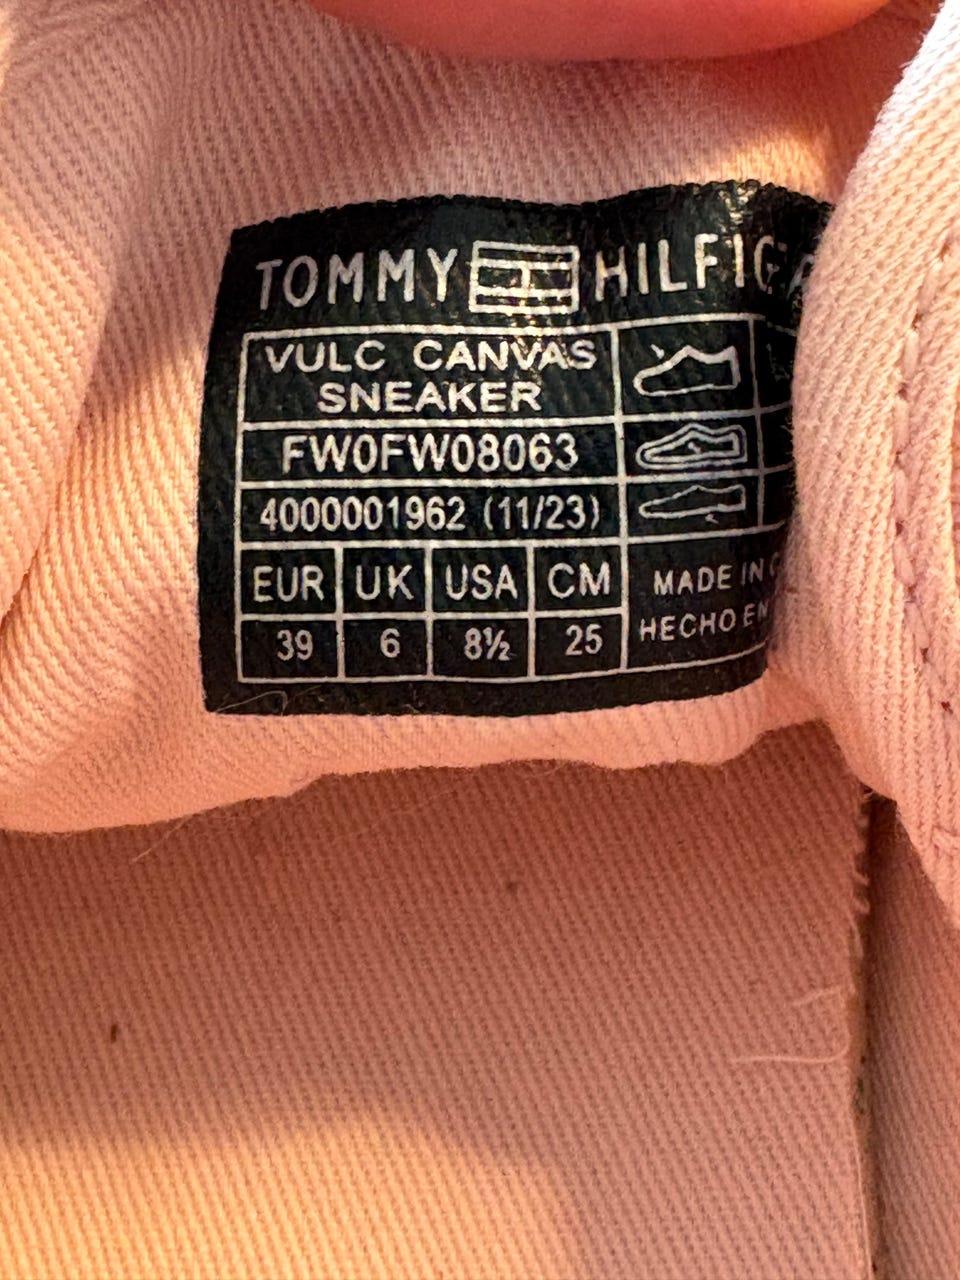 TOMMY HILFIGER
VULC CANVAS
SNEAKER
FW0FW08063
4000001962 (11/23)
EUR UK USA CM
39 6 8½ 25
MADE IN
HECHO EN